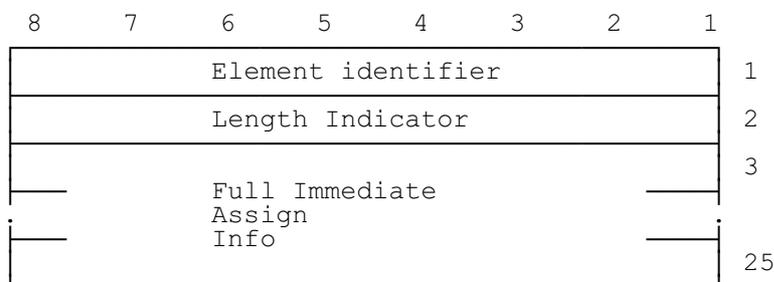 8 7 6 5 4 3 2 1
Element identifier 1
Length Indicator 2
3
Full Immediate
Assign
Info
25